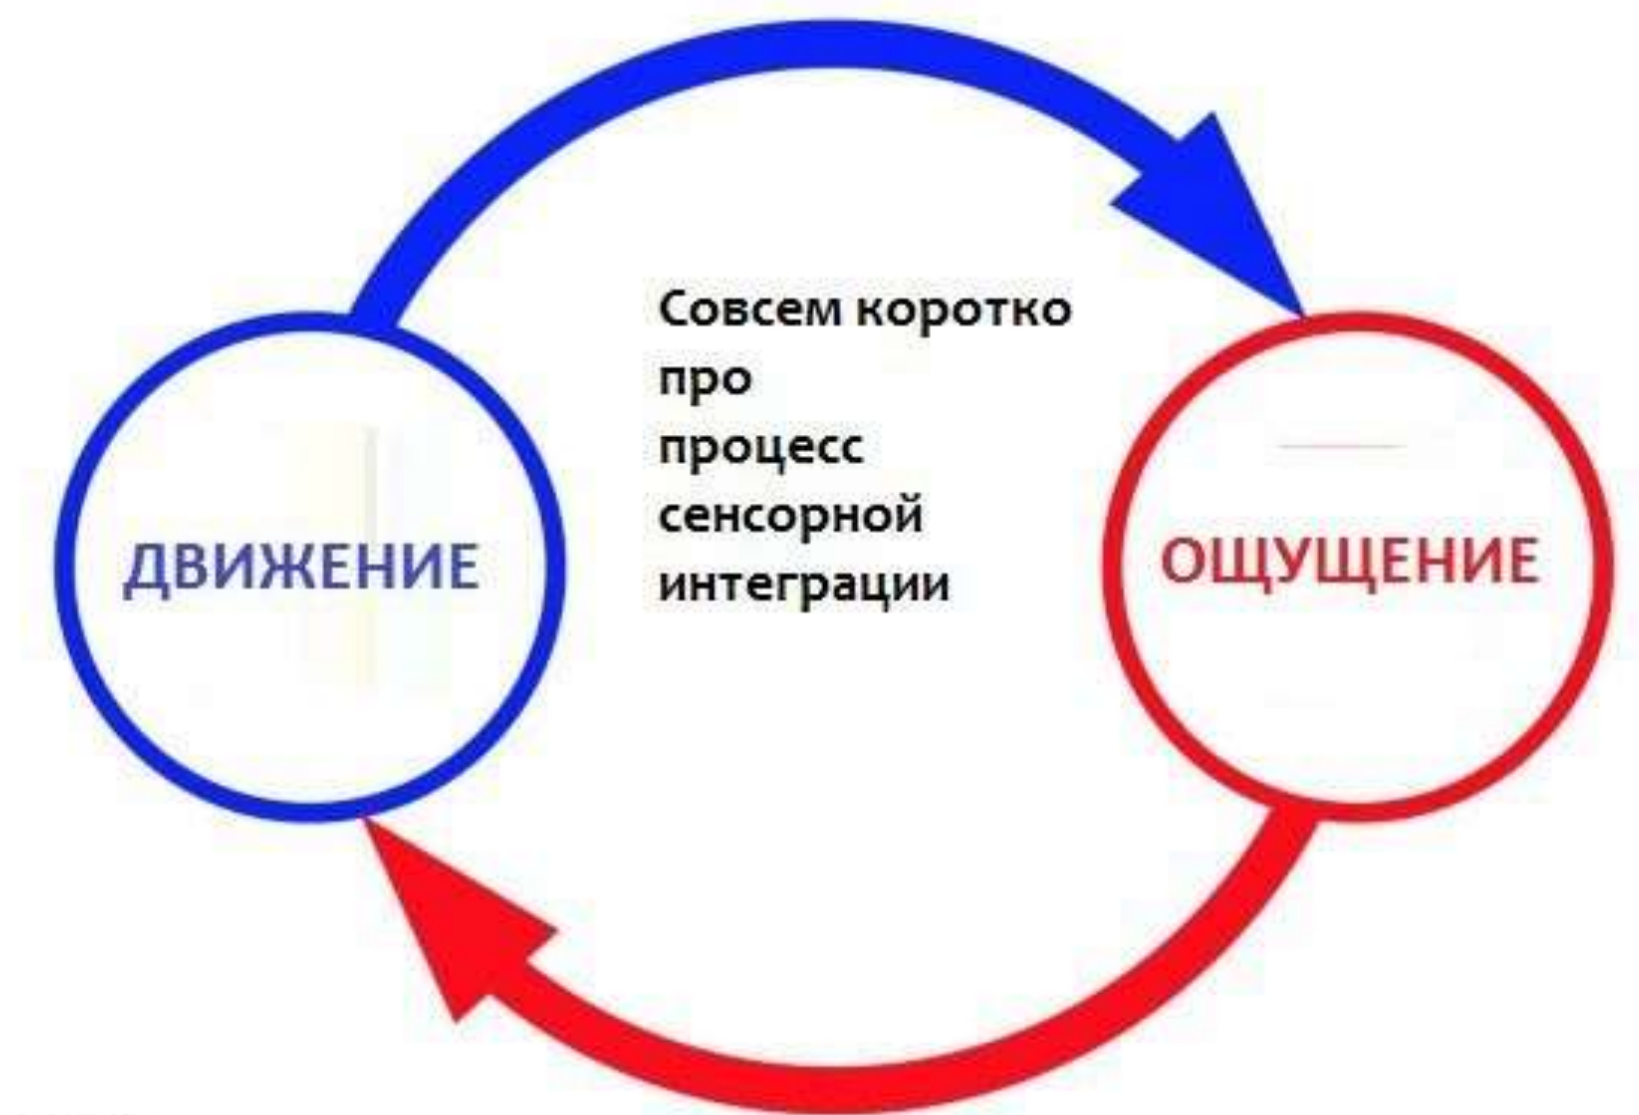 Совсем коротко
про
процесс
сенсорной
интеграции
ДВИЖЕНИЕ
ОЩУЩЕНИЕ